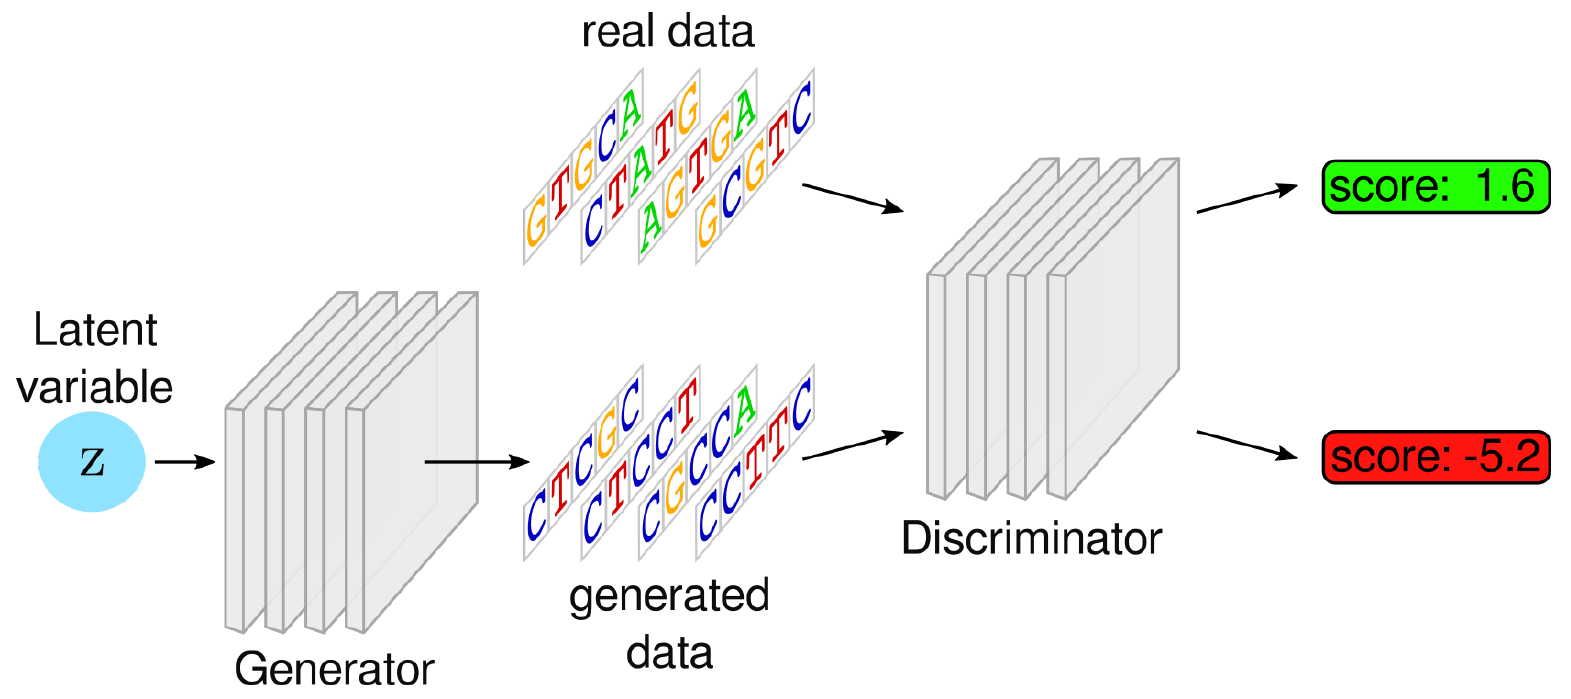 real data
GTGCA
CTATG
AGTGA
GCGTC
score: 1.6
Latent
variable
z
CTCGC
CTCCT
CGCCA
CCTTC
score: -5.2
Discriminator
generated
data
Generator